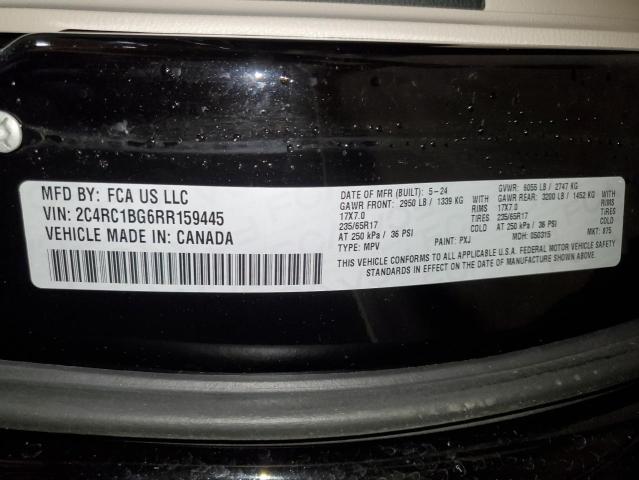 MFD BY: FCA US LLC
VIN: 2C4RC1BG6RR159445
VEHICLE MADE IN: CANADA
DATE OF MFR (BUILT): 5-24 GVWR: 6055 LB / 2747 KG
GAWR FRONT: 2950 LB / 1339 KG WITH GAWR REAR: 3200 LB / 1452 KG WITH
17X7.0 RIMS 17X7.0 RIMS
235/65R17 TIRES 235/65R17 TIRES
AT 250 kPa / 36 PSI COLD AT 250 kPa / 36 PSI COLD
TYPE: MPV PAINT: PXJ MDH: 050315 MKT: 875
THIS VEHICLE CONFORMS TO ALL APPLICABLE U.S.A. FEDERAL MOTOR VEHICLE SAFETY
STANDARDS IN EFFECT ON THE DATE OF MANUFACTURE SHOWN ABOVE.